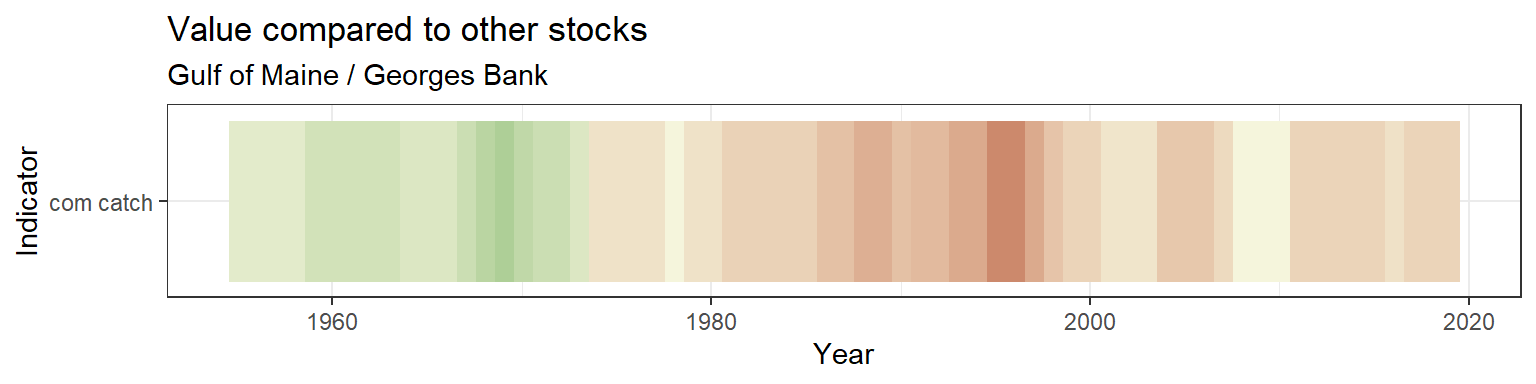 Value compared to other stocks
Gulf of Maine / Georges Bank
Indicator
com catch
1960 1980 2000 2020
Year